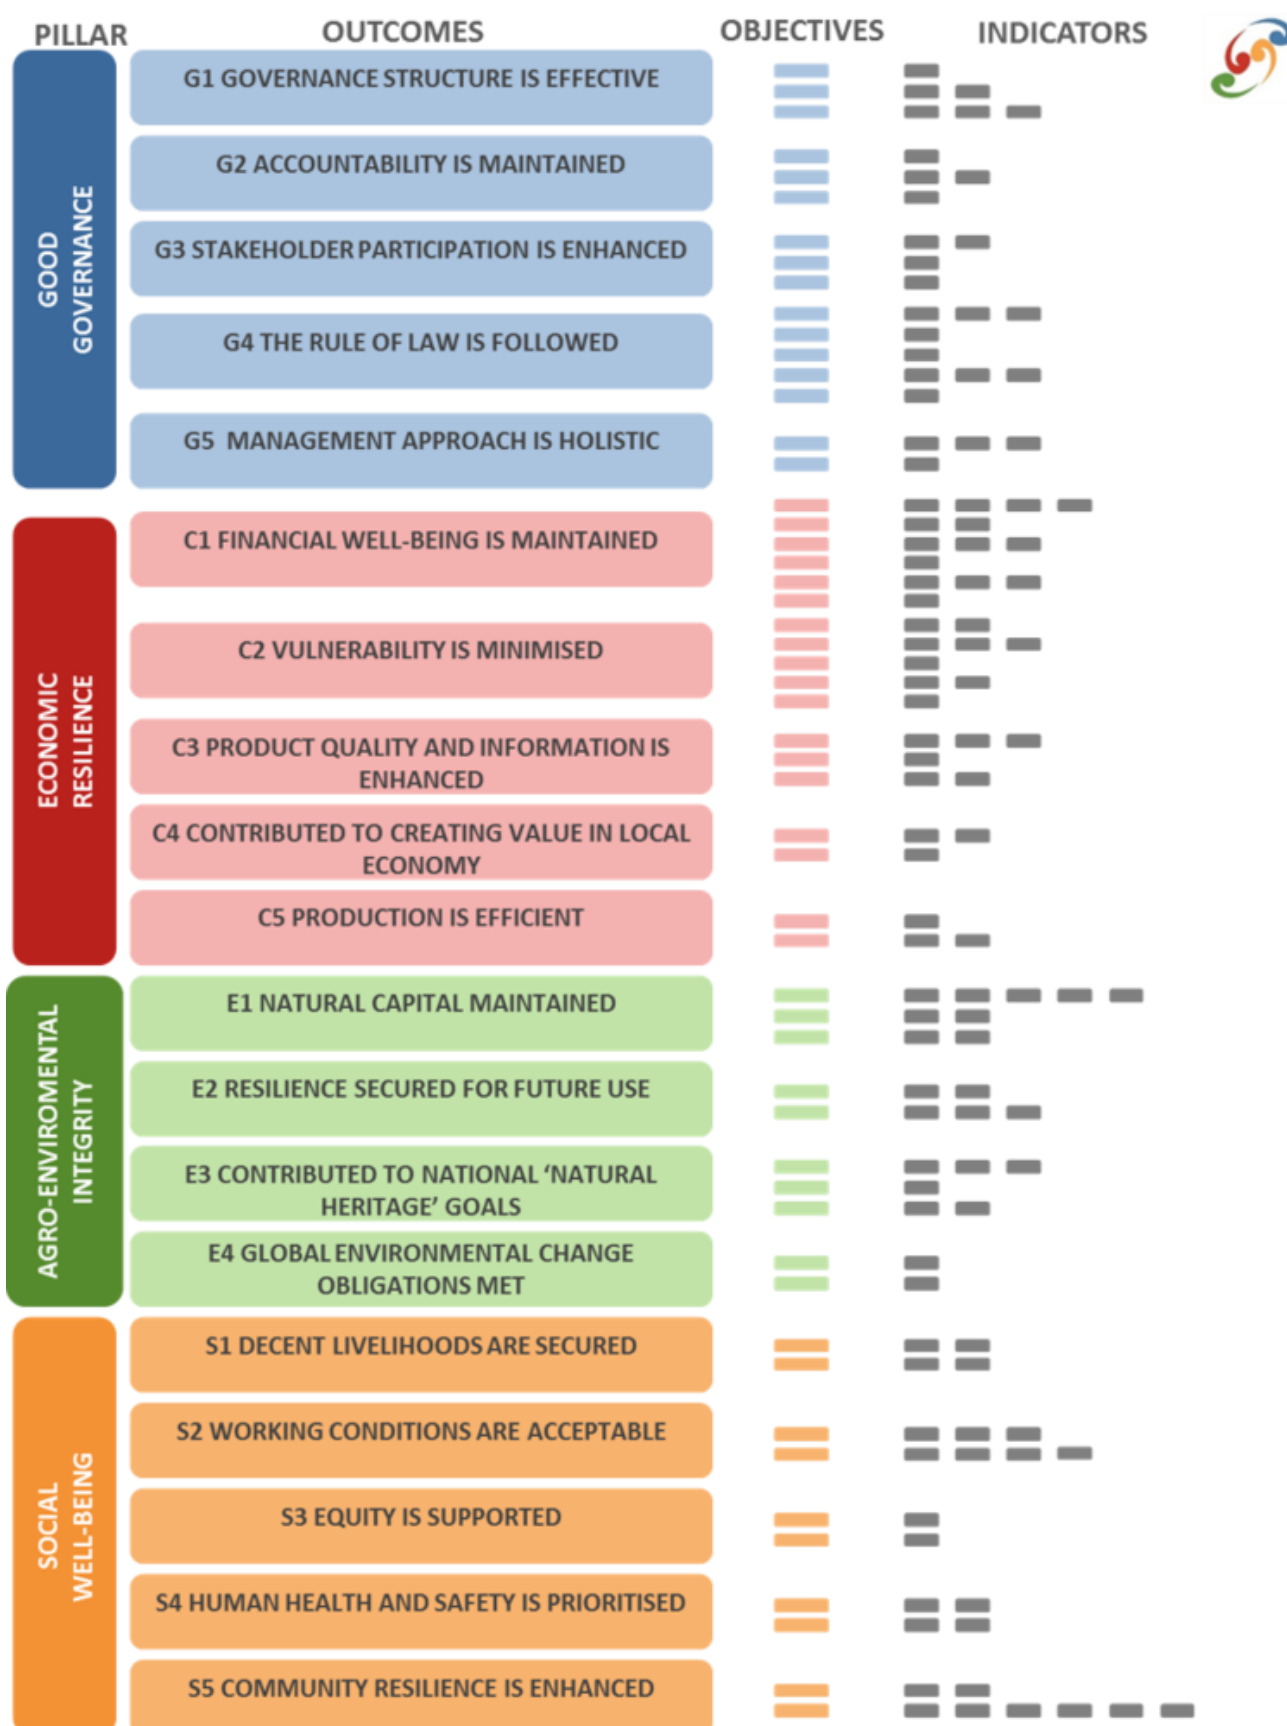 PILLAR
OUTCOMES
OBJECTIVES
INDICATORS
GOOD
GOVERNANCE
G1 GOVERNANCE STRUCTURE IS EFFECTIVE
G2 ACCOUNTABILITY IS MAINTAINED
G3 STAKEHOLDER PARTICIPATION IS ENHANCED
G4 THE RULE OF LAW IS FOLLOWED
G5 MANAGEMENT APPROACH IS HOLISTIC
ECONOMIC
RESILIENCE
C1 FINANCIAL WELL-BEING IS MAINTAINED
C2 VULNERABILITY IS MINIMISED
C3 PRODUCT QUALITY AND INFORMATION IS
ENHANCED
C4 CONTRIBUTED TO CREATING VALUE IN LOCAL
ECONOMY
C5 PRODUCTION IS EFFICIENT
AGRO-ENVIROMENTAL
INTEGRITY
E1 NATURAL CAPITAL MAINTAINED
E2 RESILIENCE SECURED FOR FUTURE USE
E3 CONTRIBUTED TO NATIONAL ‘NATURAL
HERITAGE’ GOALS
E4 GLOBAL ENVIRONMENTAL CHANGE
OBLIGATIONS MET
SOCIAL
WELL-BEING
S1 DECENT LIVELIHOODS ARE SECURED
S2 WORKING CONDITIONS ARE ACCEPTABLE
S3 EQUITY IS SUPPORTED
S4 HUMAN HEALTH AND SAFETY IS PRIORITISED
S5 COMMUNITY RESILIENCE IS ENHANCED